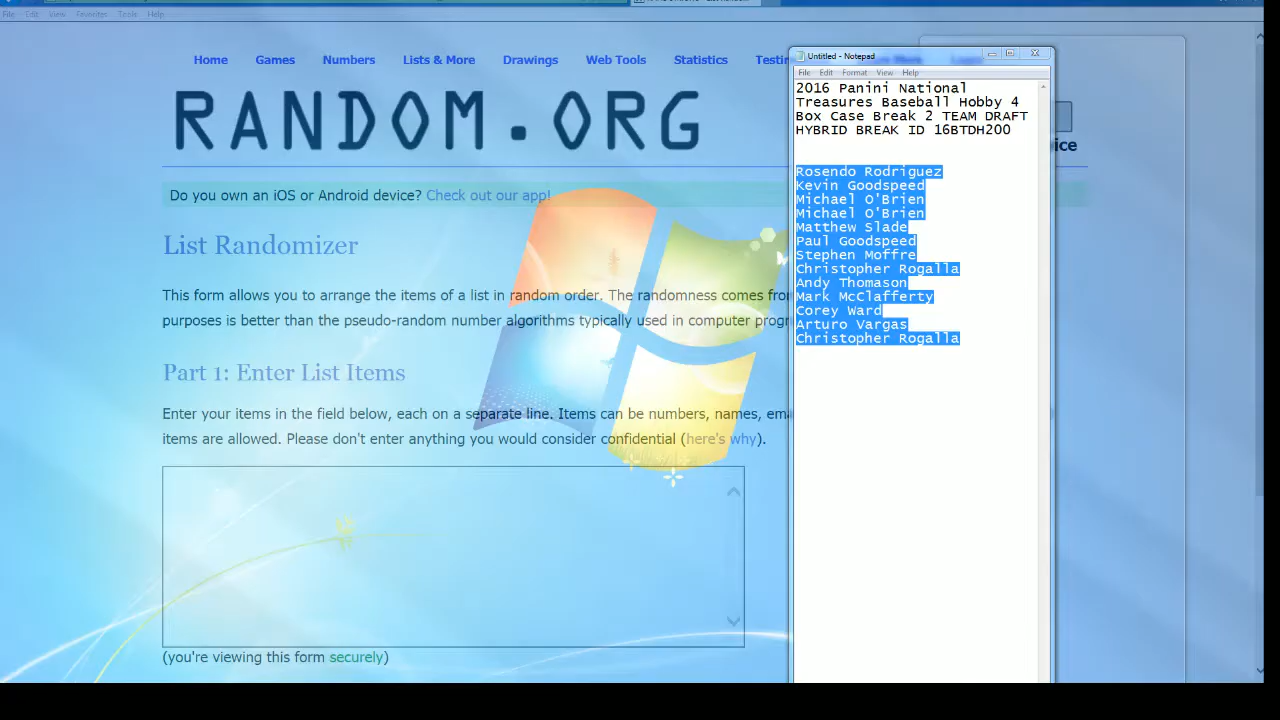 File Edit View Favorites Tools Help
Home Games Numbers Lists & More Drawings Web Tools Statistics
RANDOM.ORG
Do you own an iOS or Android device? Check out our app!
List Randomizer
This form allows you to arrange the items of a list in random order. The randomness comes
purposes is better than the pseudo-random number algorithms typically used in computer
Part 1: Enter List Items
Enter your items in the field below, each on a separate line. Items can be numbers, names,
items are allowed. Please don't enter anything you would consider confidential (here's why).
(you're viewing this form securely)
Untitled - Notepad
File Edit Format View Help
2016 Panini National
Treasures Baseball Hobby 4
Box Case Break 2 TEAM DRAFT
HYBRID BREAK ID 16BTDH200
Rosendo Rodriguez
Kevin Goodspeed
Michael O'Brien
Michael O'Brien
Matthew Slade
Paul Goodspeed
Stephen Moffre
Christopher Rogalla
Andy Thomason
Mark McClafferty
Corey Ward
Arturo Vargas
Christopher Rogalla